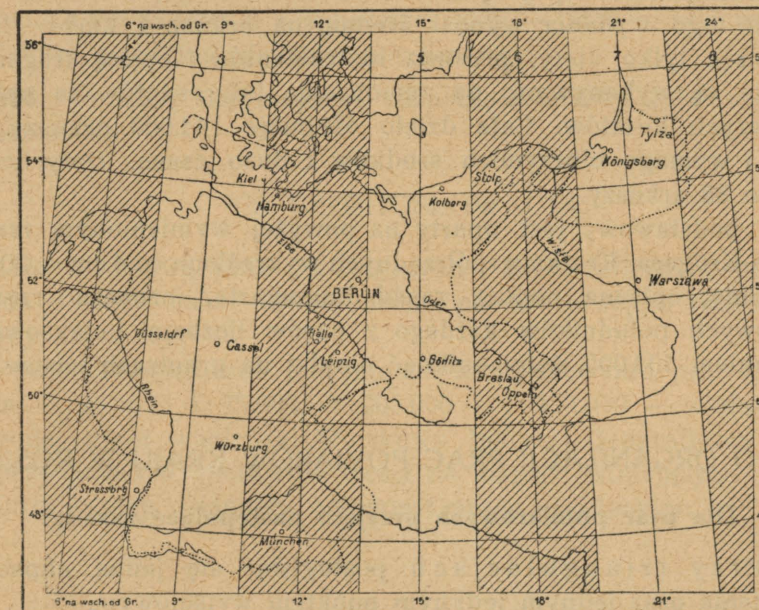 6° na wsch. od Gr. 9° 12° 15° 18° 21° 24°
56°
2 3 4 5 6 7 8
Tylża
54°
Königsberg
Kiel
Stolp
Hamburg
Kolberg
Elbe
Wisła
52°
BERLIN
Warszawa
Oder
Düsseldrf
Cassel
Halle
Leipzig
Görlitz
Breslau
Oppeln
50°
Rhein
Würzburg
Strassbrg
48°
München
6° na wsch. od Gr. 9° 12° 15° 18° 21°